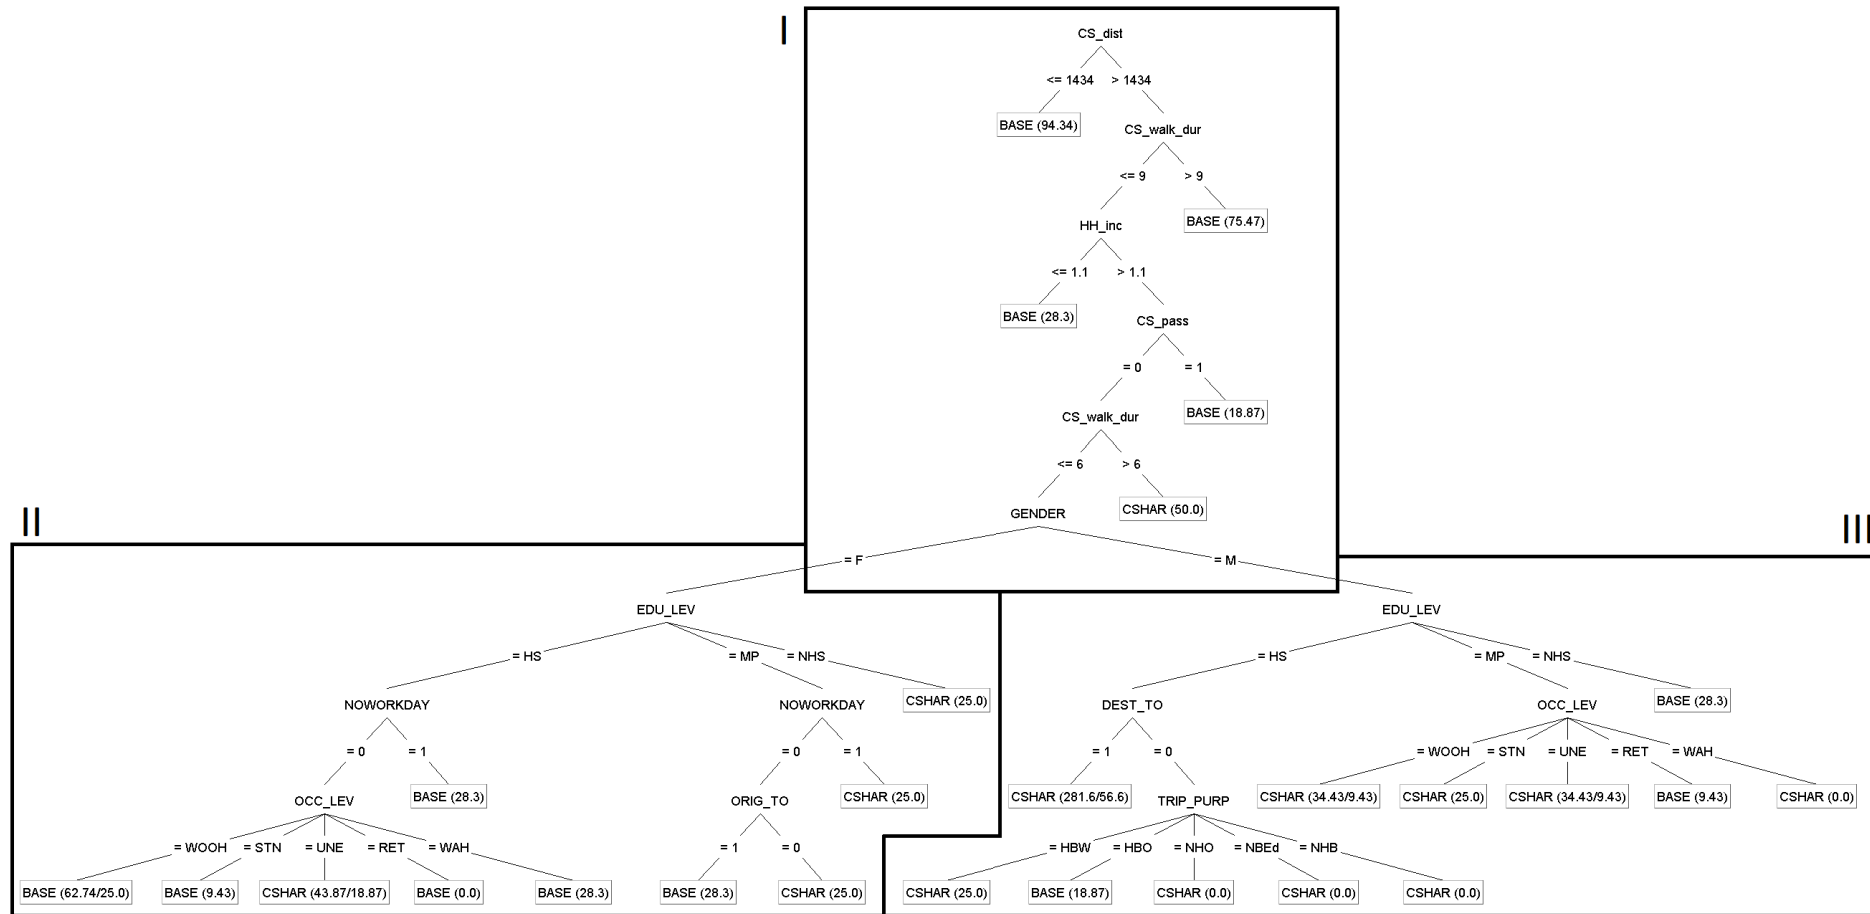 I
CS_dist
<= 1434 > 1434
BASE (94.34)
CS_walk_dur
<= 9 > 9
BASE (75.47)
HH_inc
<= 1.1 > 1.1
BASE (28.3)
CS_pass
= 0 = 1
BASE (18.87)
CS_walk_dur
<= 6 > 6
CSHAR (50.0)
GENDER
= F = M
II
EDU_LEV
= HS = MP = NHS
NOWORKDAY NOWORKDAY CSHAR (25.0)
= 0 = 1 = 0 = 1
OCC_LEV BASE (28.3) ORIG_TO CSHAR (25.0)
= WOOH = STN = UNE = RET = WAH = 1 = 0
BASE (62.74/25.0) BASE (9.43) CSHAR (43.87/18.87) BASE (0.0) BASE (28.3) BASE (28.3) CSHAR (25.0)
III
EDU_LEV
= HS = MP = NHS
DEST_TO OCC_LEV BASE (28.3)
= 1 = 0 = WOOH = STN = UNE = RET = WAH
CSHAR (281.6/56.6) TRIP_PURP CSHAR (34.43/9.43) CSHAR (25.0) CSHAR (34.43/9.43) BASE (9.43) CSHAR (0.0)
= HBW = HBO = NHO = NBEd = NHB
CSHAR (25.0) BASE (18.87) CSHAR (0.0) CSHAR (0.0) CSHAR (0.0)